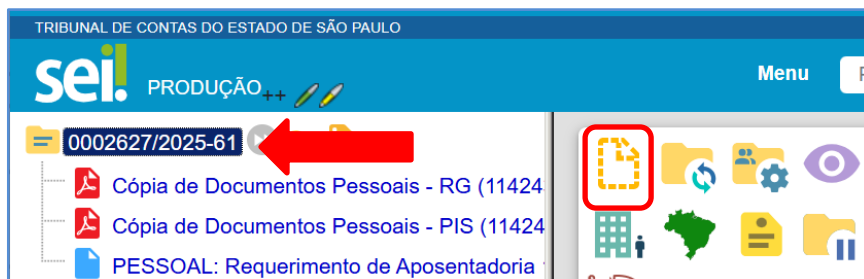 TRIBUNAL DE CONTAS DO ESTADO DE SÃO PAULO
sei! PRODUÇÃO++
Menu
0002627/2025-61
Cópia de Documentos Pessoais - RG (11424
Cópia de Documentos Pessoais - PIS (11424
PESSOAL: Requerimento de Aposentadoria